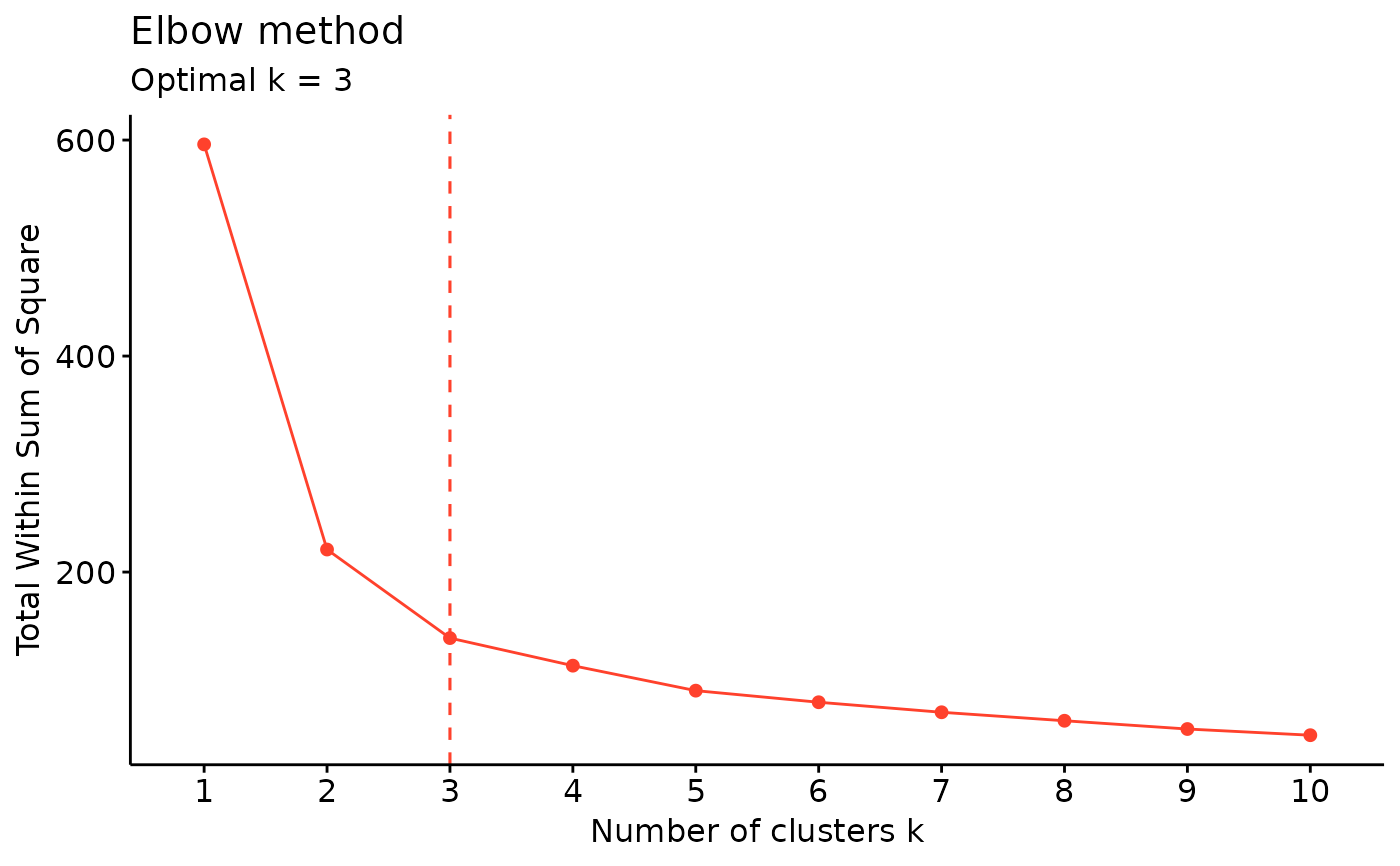 Elbow method
Optimal k = 3
Total Within Sum of Square
600
400
200
1 2 3 4 5 6 7 8 9 10
Number of clusters k